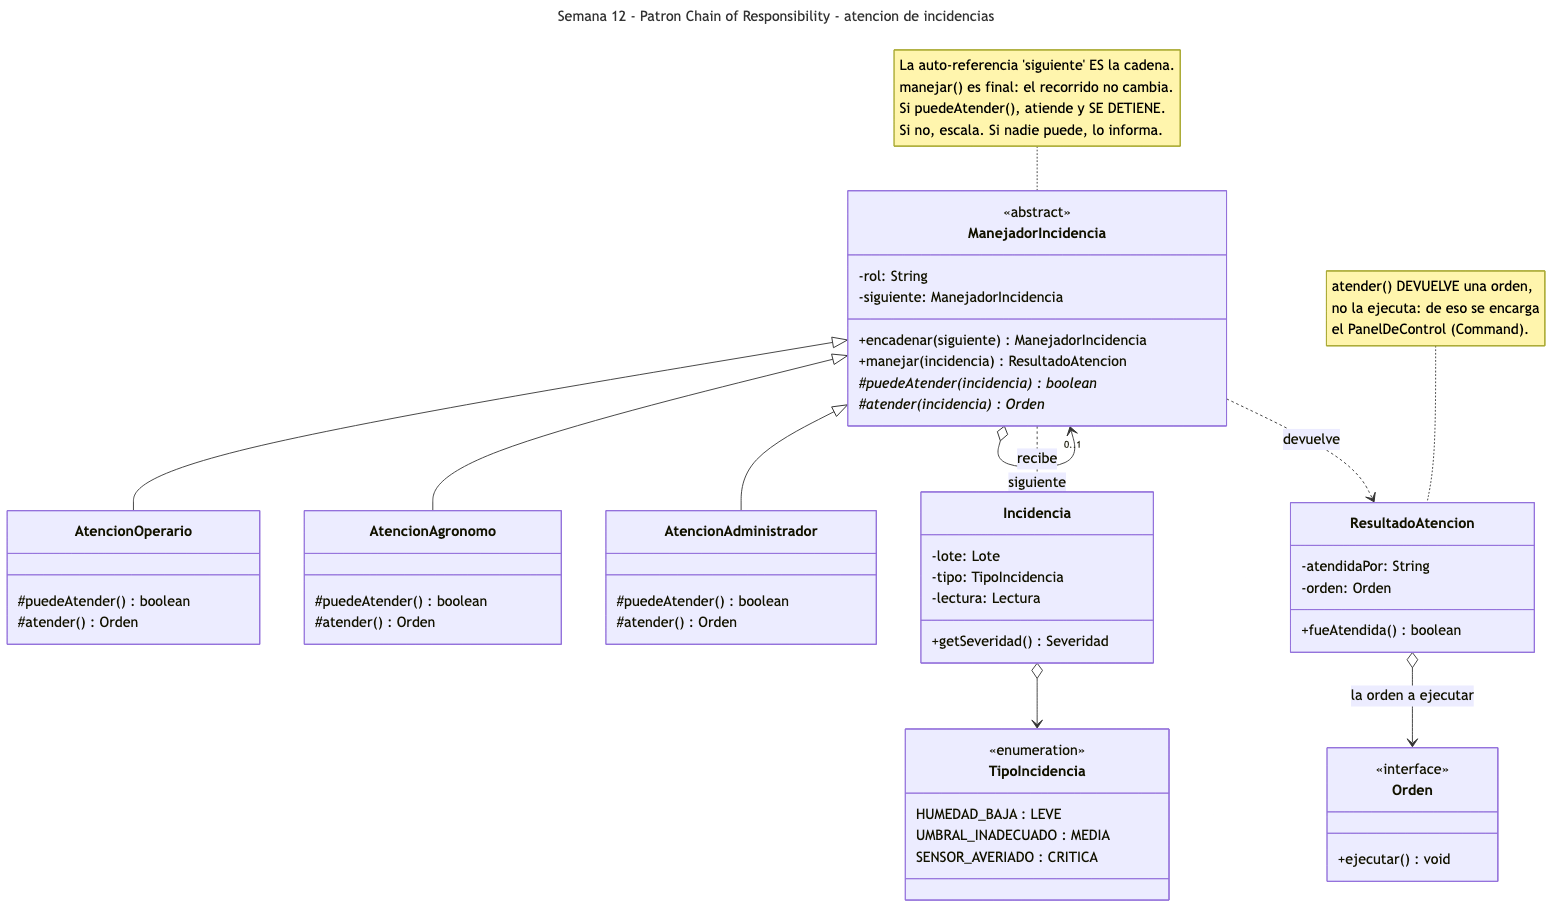 Semana 12 - Patron Chain of Responsibility - atencion de incidencias
La auto-referencia 'siguiente' ES la cadena.
manejar() es final: el recorrido no cambia.
Si puedeAtender(), atiende y SE DETIENE.
Si no, escala. Si nadie puede, lo informa.
«abstract»
ManejadorIncidencia
-rol: String
-siguiente: ManejadorIncidencia
+encadenar(siguiente) : ManejadorIncidencia
+manejar(incidencia) : ResultadoAtencion
#puedeAtender(incidencia) : boolean
#atender(incidencia) : Orden
atender() DEVUELVE una orden,
no la ejecuta: de eso se encarga
el PanelDeControl (Command).
devuelve
0..1
recibe
siguiente
AtencionOperario
#puedeAtender() : boolean
#atender() : Orden
AtencionAgronomo
#puedeAtender() : boolean
#atender() : Orden
AtencionAdministrador
#puedeAtender() : boolean
#atender() : Orden
Incidencia
-lote: Lote
-tipo: TipoIncidencia
-lectura: Lectura
+getSeveridad() : Severidad
ResultadoAtencion
-atendidaPor: String
-orden: Orden
+fueAtendida() : boolean
la orden a ejecutar
«enumeration»
TipoIncidencia
HUMEDAD_BAJA : LEVE
UMBRAL_INADECUADO : MEDIA
SENSOR_AVERIADO : CRITICA
«interface»
Orden
+ejecutar() : void